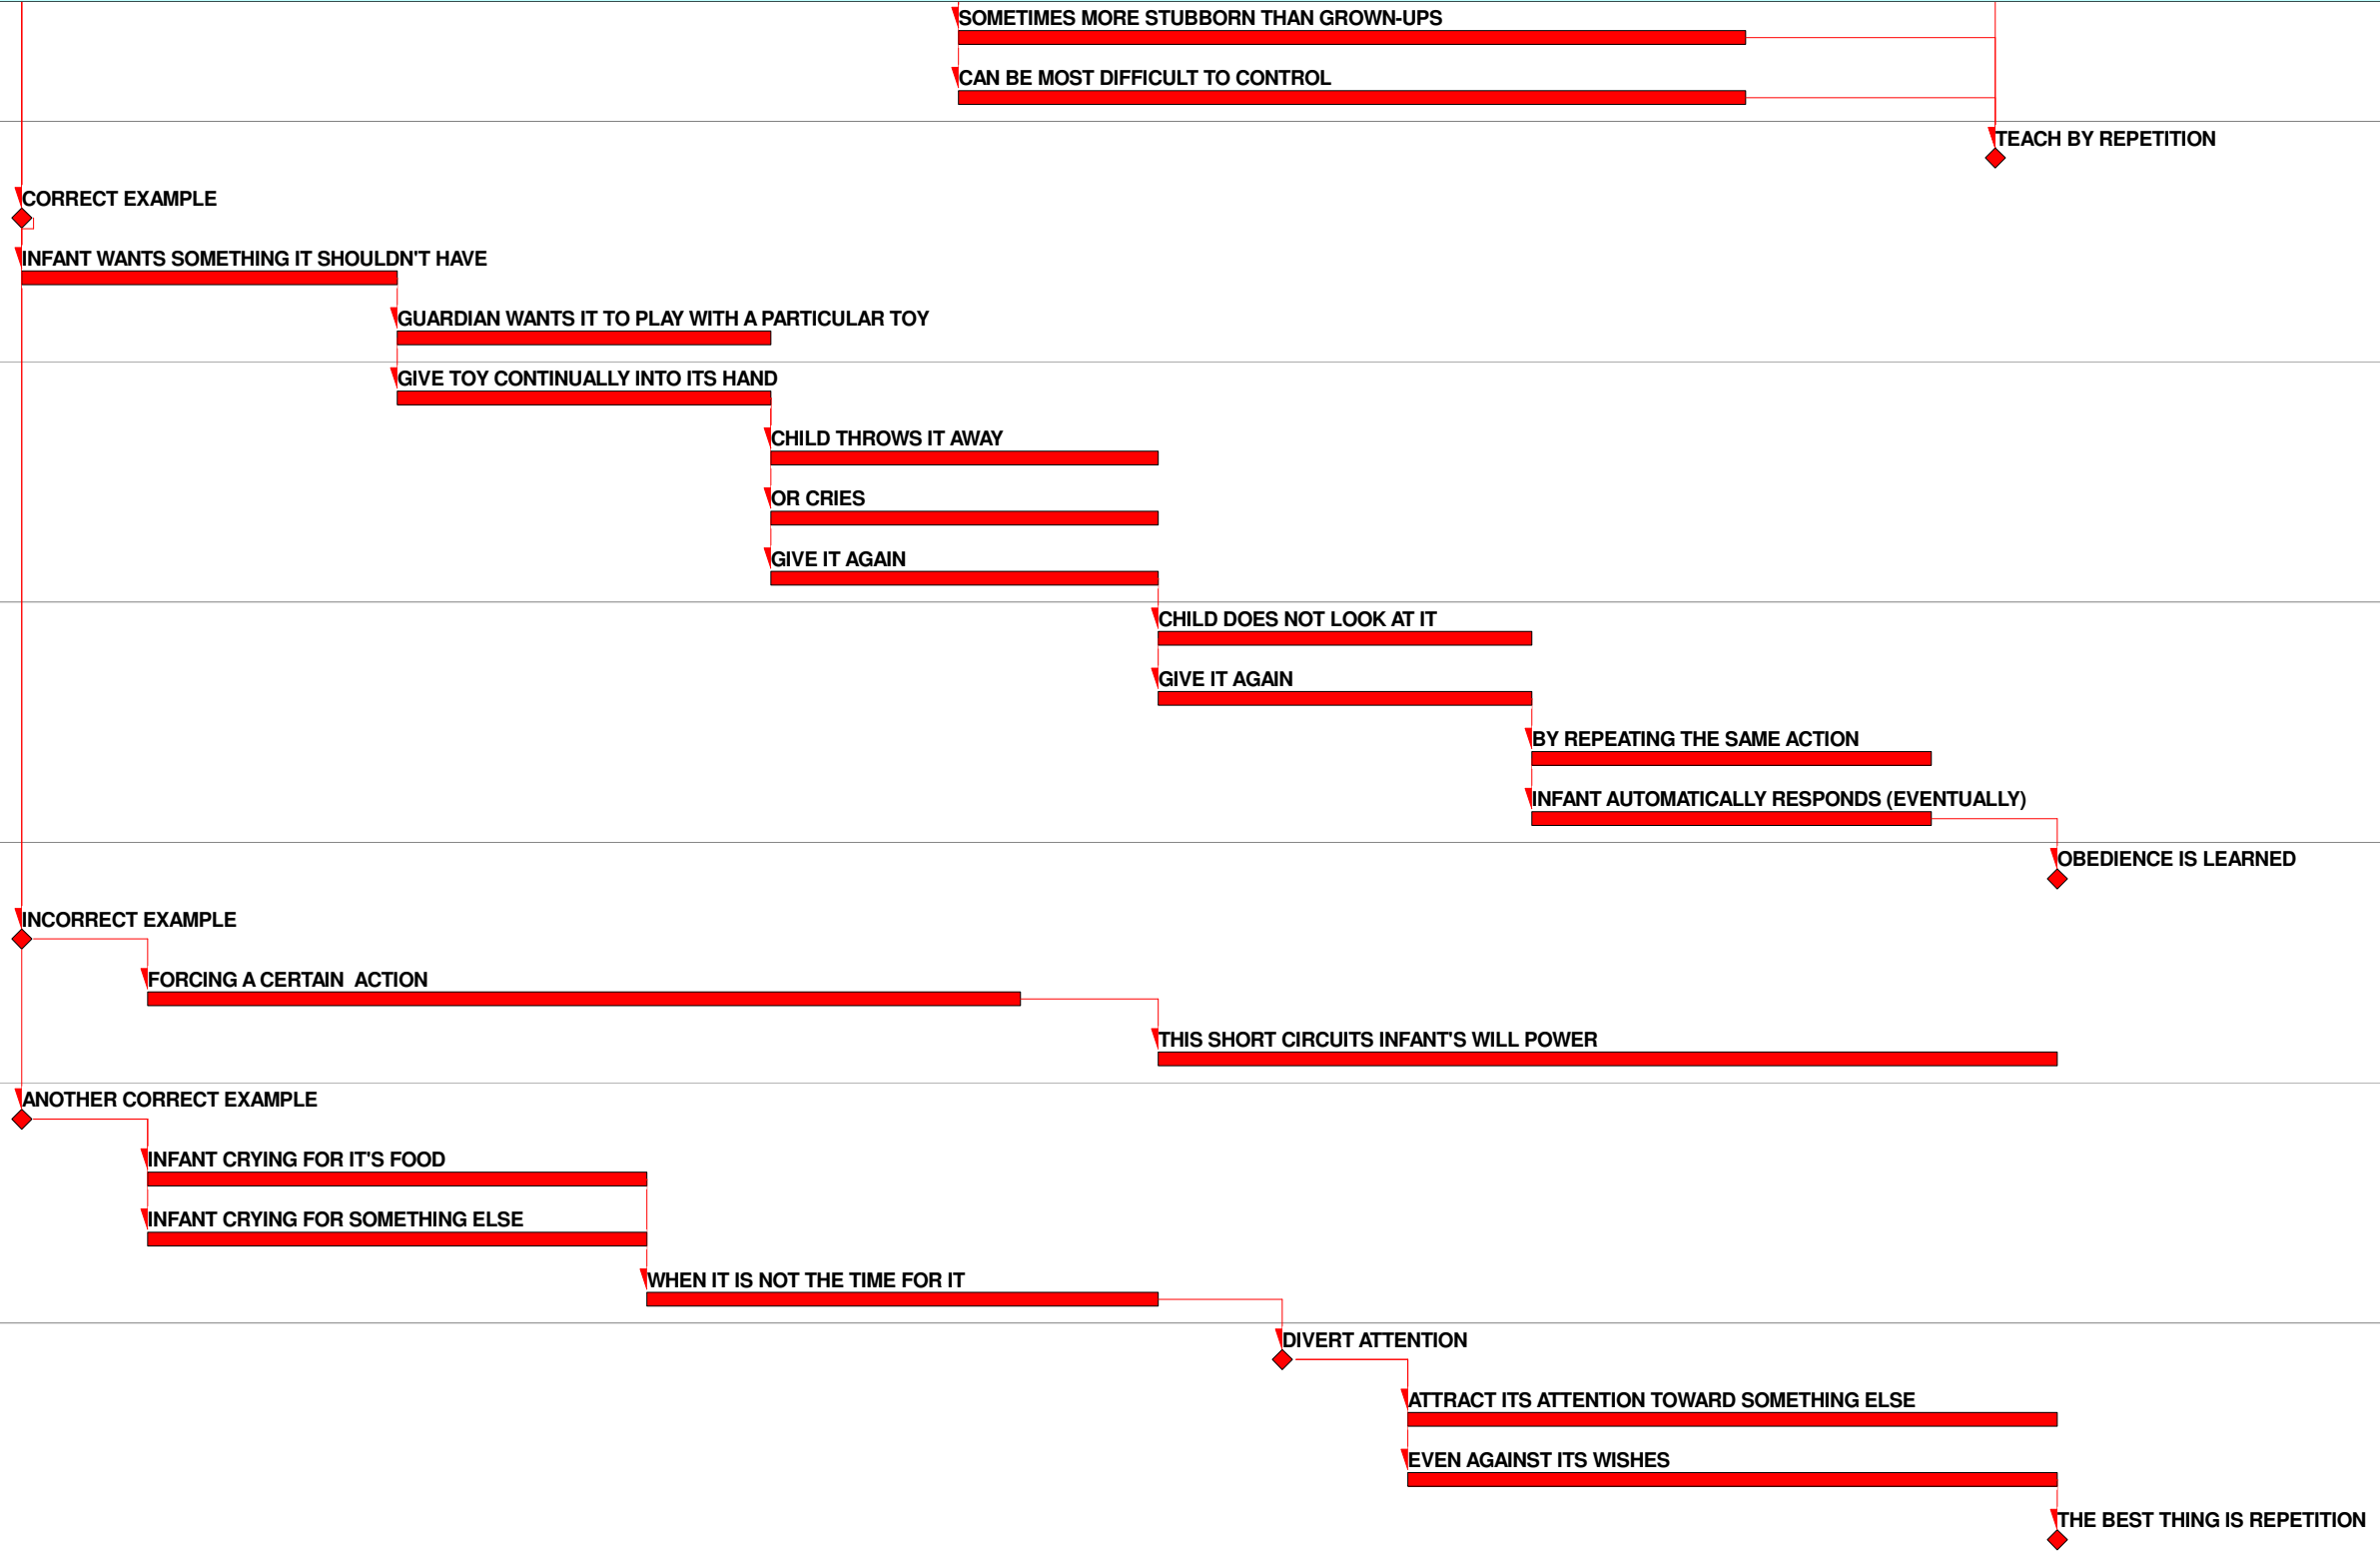 SOMETIMES MORE STUBBORN THAN GROWN-UPS
CAN BE MOST DIFFICULT TO CONTROL
TEACH BY REPETITION
CORRECT EXAMPLE
INFANT WANTS SOMETHING IT SHOULDN'T HAVE
GUARDIAN WANTS IT TO PLAY WITH A PARTICULAR TOY
GIVE TOY CONTINUALLY INTO ITS HAND
CHILD THROWS IT AWAY
OR CRIES
GIVE IT AGAIN
CHILD DOES NOT LOOK AT IT
GIVE IT AGAIN
BY REPEATING THE SAME ACTION
INFANT AUTOMATICALLY RESPONDS (EVENTUALLY)
OBEDIENCE IS LEARNED
INCORRECT EXAMPLE
FORCING A CERTAIN  ACTION
THIS SHORT CIRCUITS INFANT'S WILL POWER
ANOTHER CORRECT EXAMPLE
INFANT CRYING FOR IT'S FOOD
INFANT CRYING FOR SOMETHING ELSE
WHEN IT IS NOT THE TIME FOR IT
DIVERT ATTENTION
ATTRACT ITS ATTENTION TOWARD SOMETHING ELSE
EVEN AGAINST ITS WISHES
THE BEST THING IS REPETITION